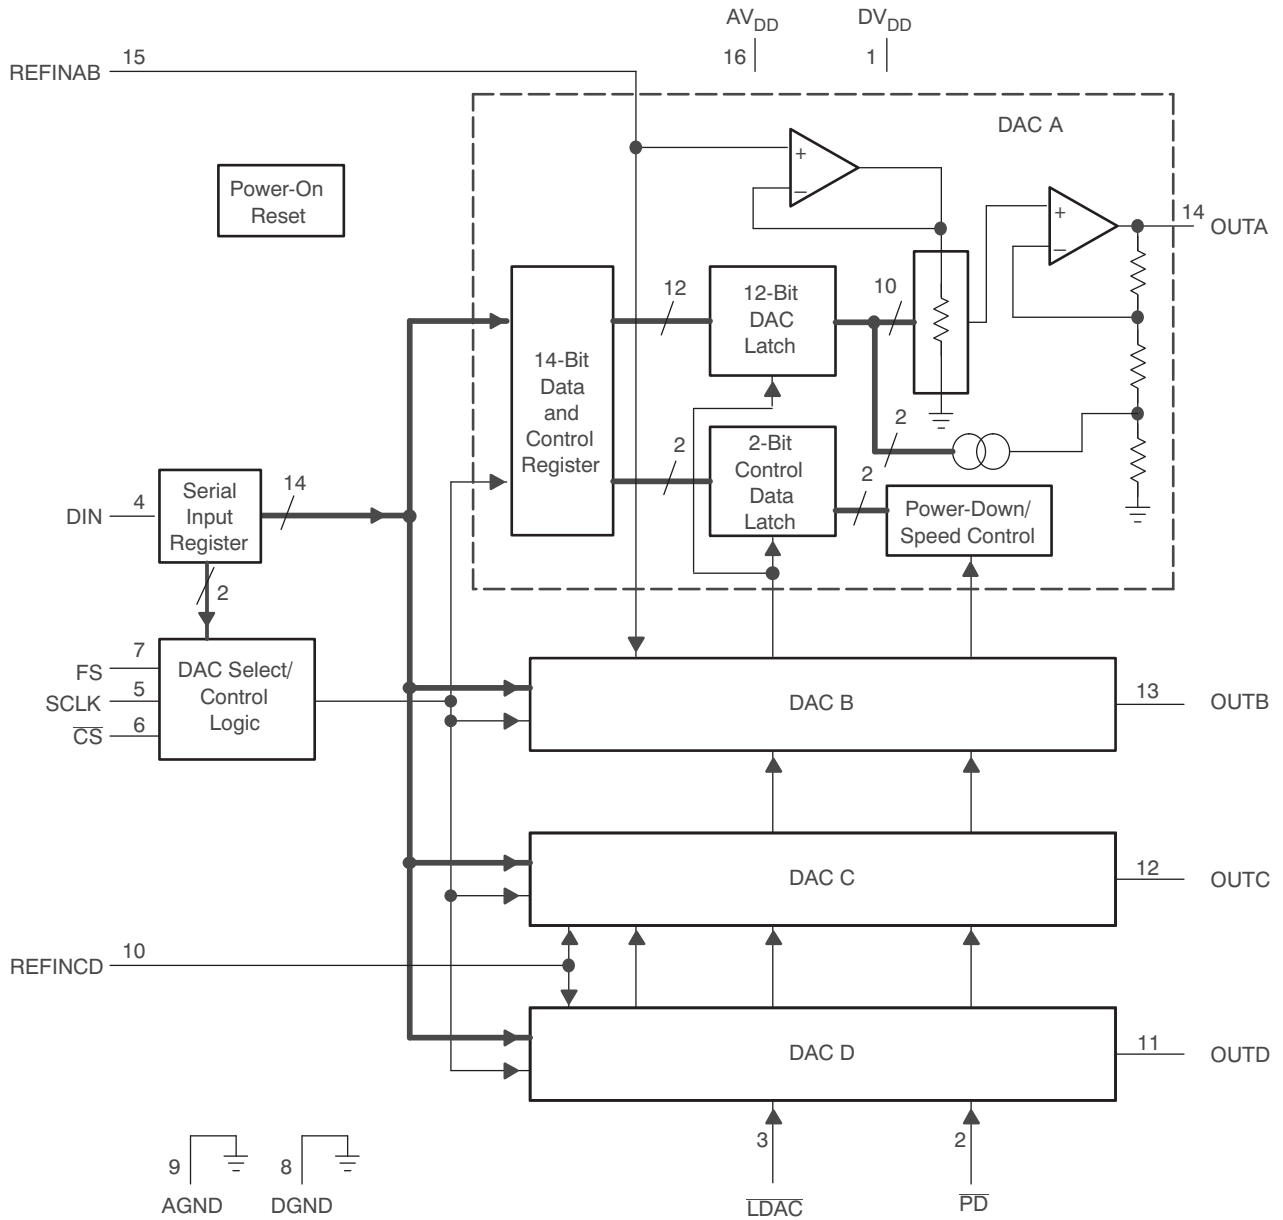 AVDD
DVDD
16
1
REFINAB
15
DAC A
Power-On
Reset
+
–
+
–
14
OUTA
12
12-Bit
DAC
Latch
10
14-Bit
Data
and
Control
Register
2
2-Bit
Control
Data
Latch
2
2
Power-Down/
Speed Control
DIN
4
Serial
Input
Register
14
2
FS
7
SCLK
5
CS
6
DAC Select/
Control
Logic
DAC B
13
OUTB
DAC C
12
OUTC
REFINCD
10
DAC D
11
OUTD
9
AGND
8
DGND
3
LDAC
2
PD